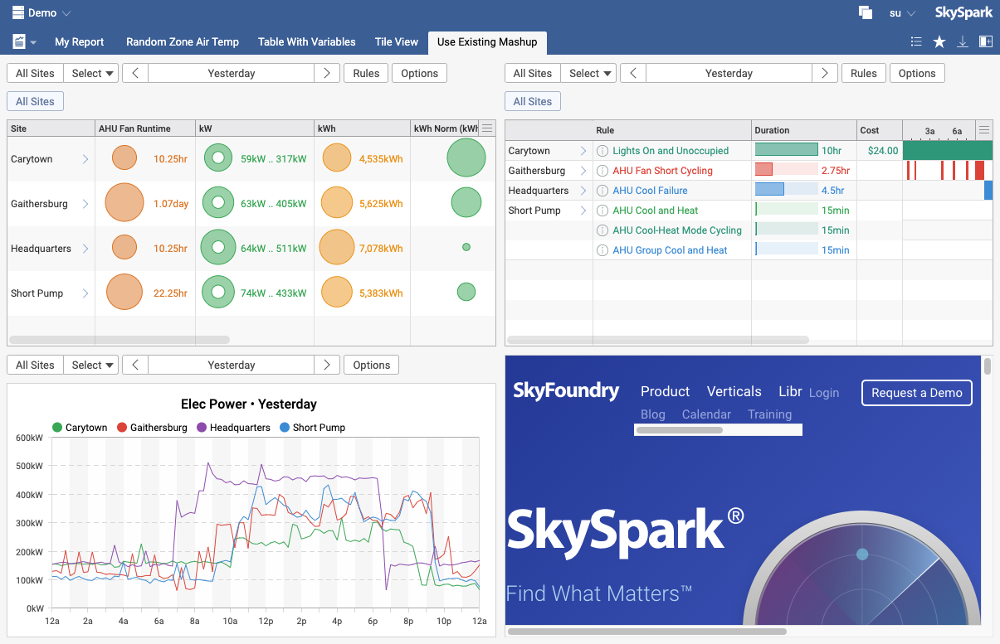 Demo
su
SkySpark
My Report
Random Zone Air Temp
Table With Variables
Tile View
Use Existing Mashup
All Sites Select Yesterday Rules Options
All Sites
Site AHU Fan Runtime kW kWh kWh Norm (kWh
Carytown 10.25hr 59kW .. 317kW 4,535kWh
Gaithersburg 1.07day 63kW .. 405kW 5,625kWh
Headquarters 10.25hr 64kW .. 511kW 7,078kWh
Short Pump 22.25hr 74kW .. 433kW 5,383kWh
All Sites Select Yesterday Rules Options
All Sites
Rule Duration Cost 3a 6a
Carytown Lights On and Unoccupied 10hr $24.00
Gaithersburg AHU Fan Short Cycling 2.75hr
Headquarters AHU Cool Failure 4.5hr
Short Pump AHU Cool and Heat 15min
AHU Cool-Heat Mode Cycling 15min
AHU Group Cool and Heat 15min
All Sites Select Yesterday Options
Elec Power • Yesterday
Carytown Gaithersburg Headquarters Short Pump
600kW
500kW
400kW
300kW
200kW
100kW
0kW
12a 2a 4a 6a 8a 10a 12p 2p 4p 6p 8p 10p 12a
SkyFoundry Product Verticals Libr Login Request a Demo
Blog Calendar Training
SkySpark®
Find What Matters™